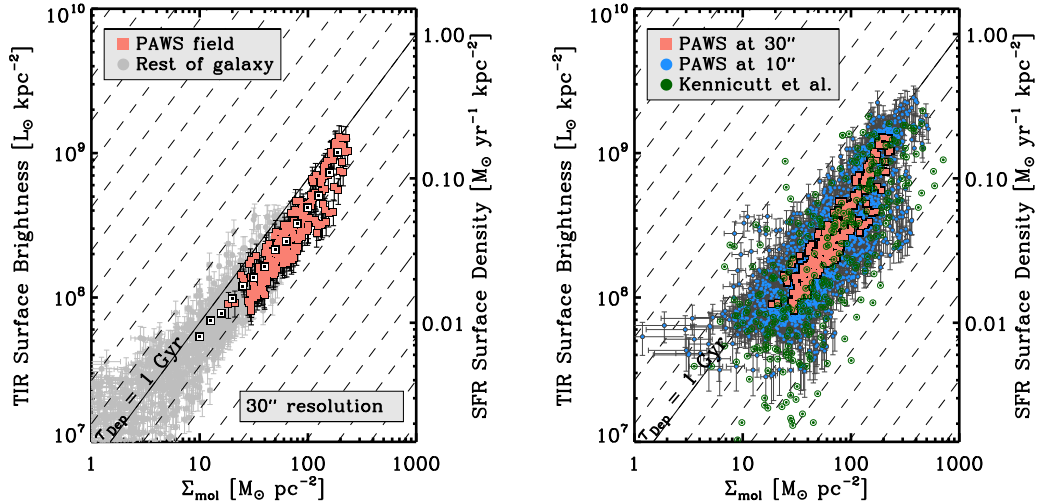 PAWS field
Rest of galaxy
30" resolution
τ_Dep = 1 Gyr
TIR Surface Brightness [L⊙ kpc⁻²]
10¹⁰
10⁹
10⁸
10⁷
1.00
0.10
0.01
SFR Surface Density [M⊙ yr⁻¹ kpc⁻²]
1 10 100 1000
Σmol [M⊙ pc⁻²]
PAWS at 30"
PAWS at 10"
Kennicutt et al.
τ_Dep = 1 Gyr
TIR Surface Brightness [L⊙ kpc⁻²]
10¹⁰
10⁹
10⁸
10⁷
1.00
0.10
0.01
SFR Surface Density [M⊙ yr⁻¹ kpc⁻²]
1 10 100 1000
Σmol [M⊙ pc⁻²]